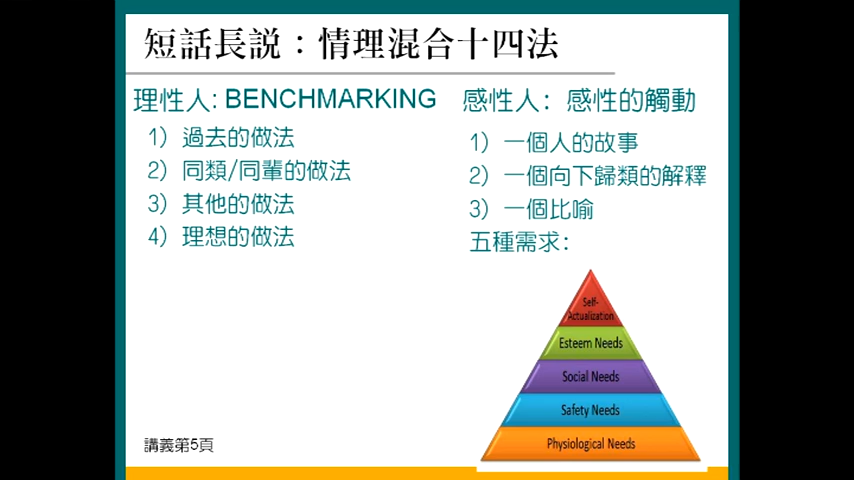 短話長説：情理混合十四法
理性人: BENCHMARKING
1) 過去的做法
2) 同類/同輩的做法
3) 其他的做法
4) 理想的做法
感性人: 感性的觸動
1) 一個人的故事
2) 一個向下歸類的解釋
3) 一個比喻
五種需求:
Self-
Actualization
Esteem Needs
Social Needs
Safety Needs
Physiological Needs
講義第5頁